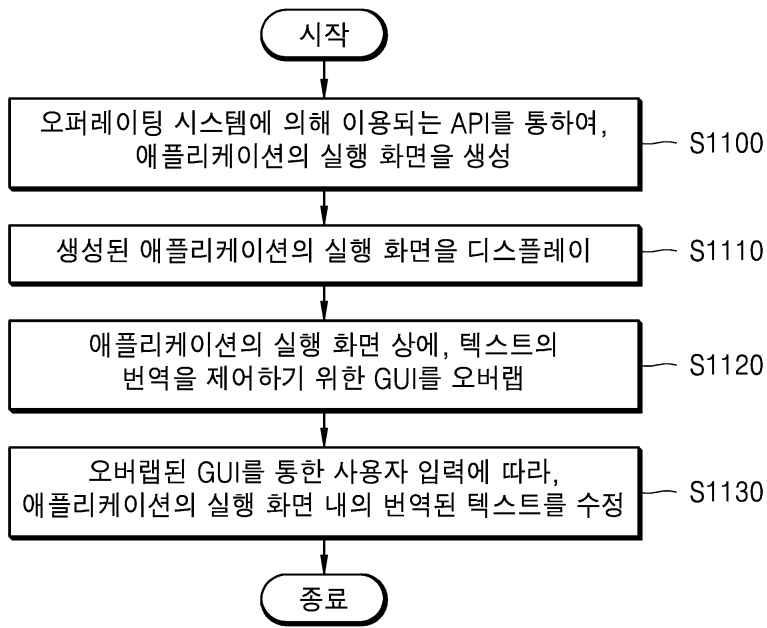 시작
오퍼레이팅 시스템에 의해 이용되는 API를 통하여,
애플리케이션의 실행 화면을 생성
S1100
생성된 애플리케이션의 실행 화면을 디스플레이
S1110
애플리케이션의 실행 화면 상에, 텍스트의
번역을 제어하기 위한 GUI를 오버랩
S1120
오버랩된 GUI를 통한 사용자 입력에 따라,
애플리케이션의 실행 화면 내의 번역된 텍스트를 수정
S1130
종료